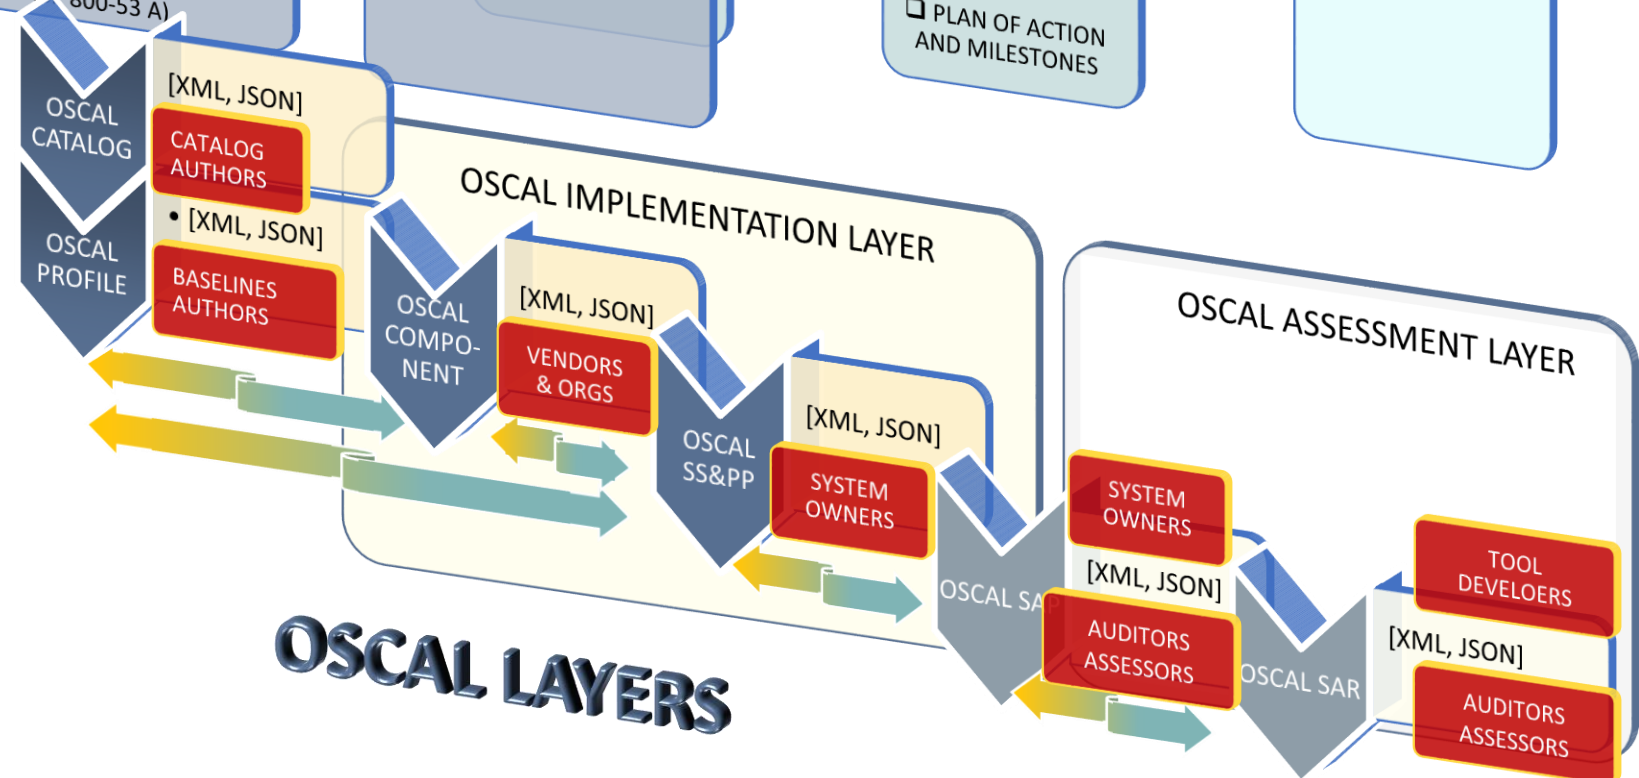 800-53 A)
❑ PLAN OF ACTION
AND MILESTONES
[XML, JSON]
OSCAL
CATALOG
CATALOG
AUTHORS
• [XML, JSON]
OSCAL
PROFILE
BASELINES
AUTHORS
OSCAL IMPLEMENTATION LAYER
OSCAL
COMPO-
NENT
[XML, JSON]
VENDORS
& ORGS
OSCAL
SS&PP
[XML, JSON]
SYSTEM
OWNERS
OSCAL ASSESSMENT LAYER
OSCAL SAP
SYSTEM
OWNERS
[XML, JSON]
AUDITORS
ASSESSORS
OSCAL SAR
TOOL
DEVELOERS
[XML, JSON]
AUDITORS
ASSESSORS
OSCAL LAYERS